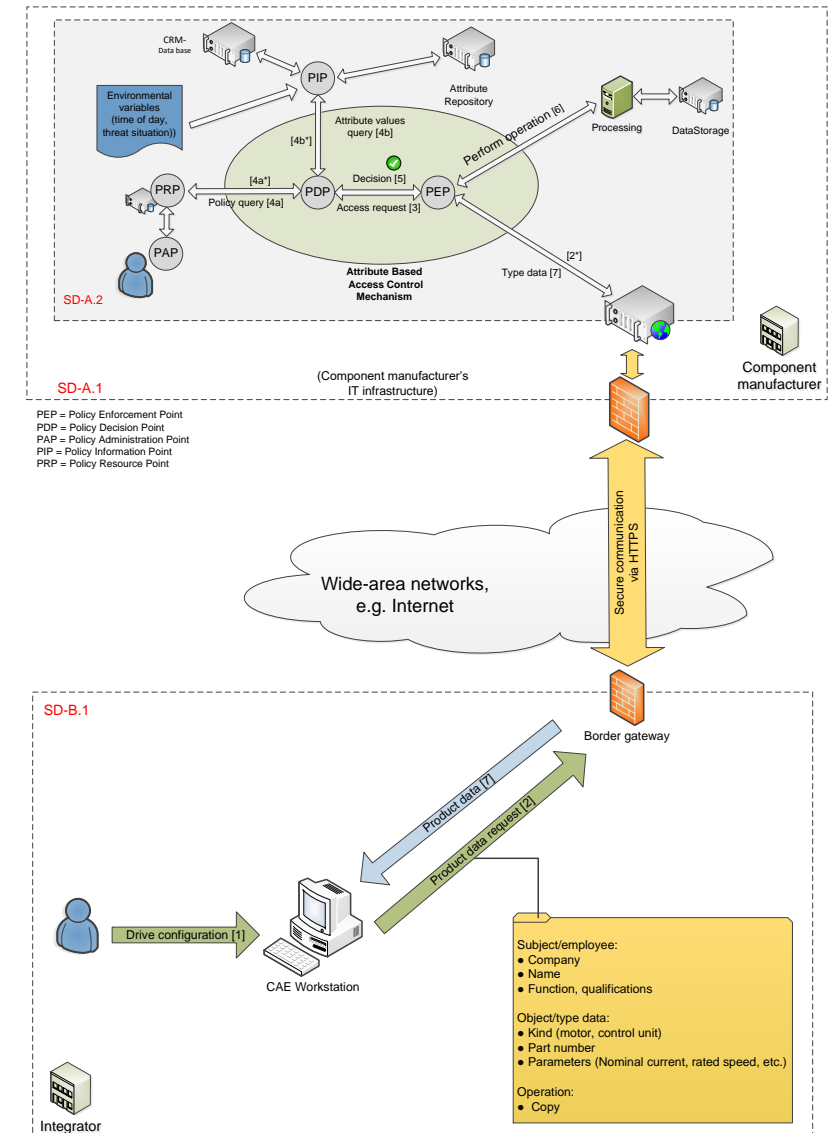 CRM-
Data base
PIP
Attribute
Repository
Environmental
variables
(time of day,
threat situation))
Attribute values
query [4b]
[4b*]
Perform operation [6]
Processing
DataStorage
PRP
[4a*]
Policy query [4a]
PDP
Decision [5]
Access request [3]
PEP
PAP
[2*]
Type data [7]
Attribute Based
Access Control
Mechanism
SD-A.2
SD-A.1
(Component manufacturer's
IT infrastructure)
Component
manufacturer
PEP = Policy Enforcement Point
PDP = Policy Decision Point
PAP = Policy Administration Point
PIP = Policy Information Point
PRP = Policy Resource Point
Secure communication
via HTTPS
Wide-area networks,
e.g. Internet
SD-B.1
Border gateway
Product data [7]
Product data request [2]
Drive configuration [1]
CAE Workstation
Subject/employee:
● Company
● Name
● Function, qualifications
Object/type data:
● Kind (motor, control unit)
● Part number
● Parameters (Nominal current, rated speed, etc.)
Operation:
● Copy
Integrator